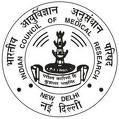 भारतीय आयुर्विज्ञान अनुसंधान परिषद
INDIAN COUNCIL OF MEDICAL RESEARCH
NEW DELHI
नई दिल्ली